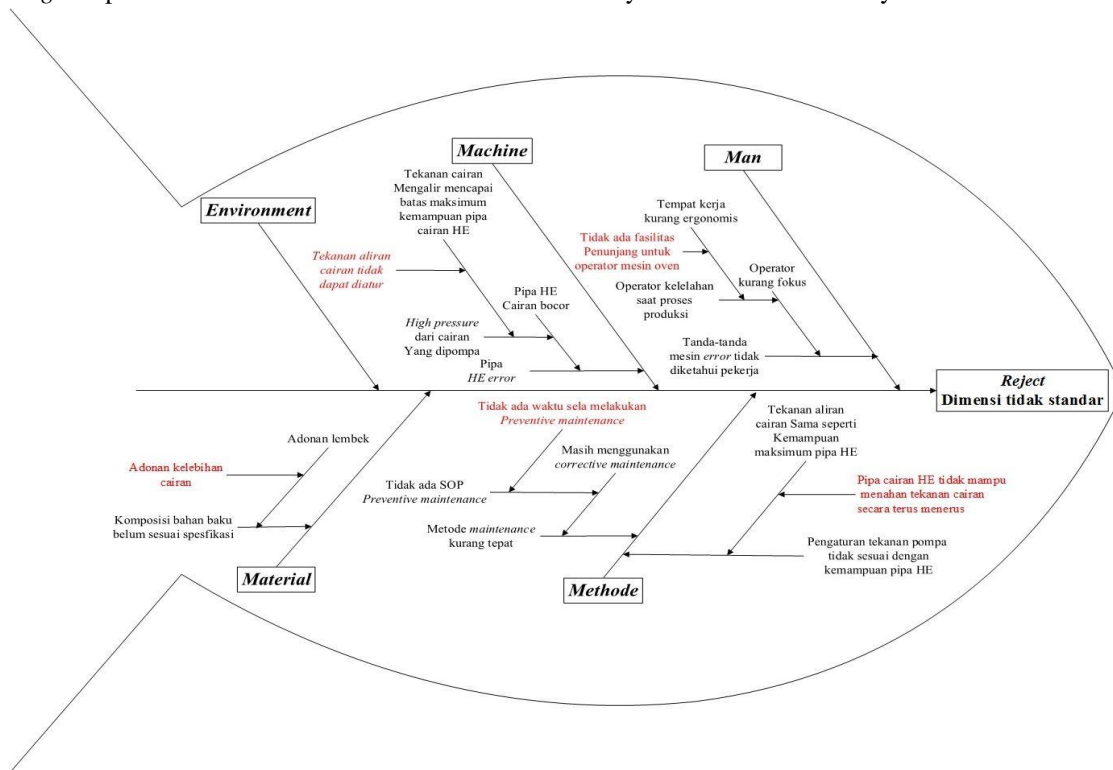 Machine
Man
Environment
Tekanan cairan
Mengalir mencapai
batas maksimum
kemampuan pipa
cairan HE
Tekanan aliran
cairan tidak
dapat diatur
Pipa HE
Cairan bocor
High pressure
dari cairan
Yang dipompa
Pipa
HE error
Tempat kerja
kurang ergonomis
Tidak ada fasilitas
Penunjang untuk
operator mesin oven
Operator
kurang fokus
Operator kelelahan
saat proses
produksi
Tanda-tanda
mesin error tidak
diketahui pekerja
Reject
Dimensi tidak standar
Adonan lembek
Adonan kelebihan
cairan
Komposisi bahan baku
belum sesuai spesfikasi
Material
Tidak ada waktu sela melakukan
Preventive maintenance
Masih menggunakan
corrective maintenance
Tidak ada SOP
Preventive maintenance
Metode maintenance
kurang tepat
Methode
Tekanan aliran
cairan Sama seperti
Kemampuan
maksimum pipa HE
Pipa cairan HE tidak mampu
menahan tekanan cairan
secara terus menerus
Pengaturan tekanan pompa
tidak sesuai dengan
kemampuan pipa HE